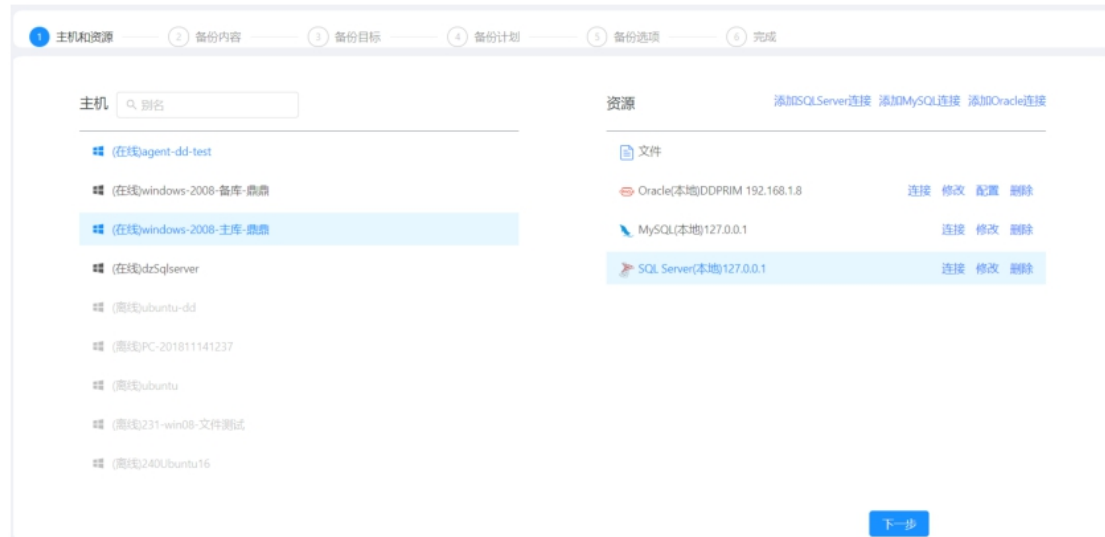 1 主机和资源 2 备份内容 3 备份目标 4 备份计划 5 备份选项 6 完成
主机 别名
(在线)agent-dd-test
(在线)windows-2008-备库-鼎鼎
(在线)windows-2008-主库-鼎鼎
(在线)dzSqlserver
(离线)ubuntu-dd
(离线)PC-201811141237
(离线)ubuntu
(离线)231-win08-文件测试
(离线)240Ubuntu16
资源 添加SQLServer连接 添加MySQL连接 添加Oracle连接
文件
Oracle(本地)DDPRIM 192.168.1.8 连接 修改 配置 删除
MySQL(本地)127.0.0.1 连接 修改 删除
SQL Server(本地)127.0.0.1 连接 修改 删除
下一步